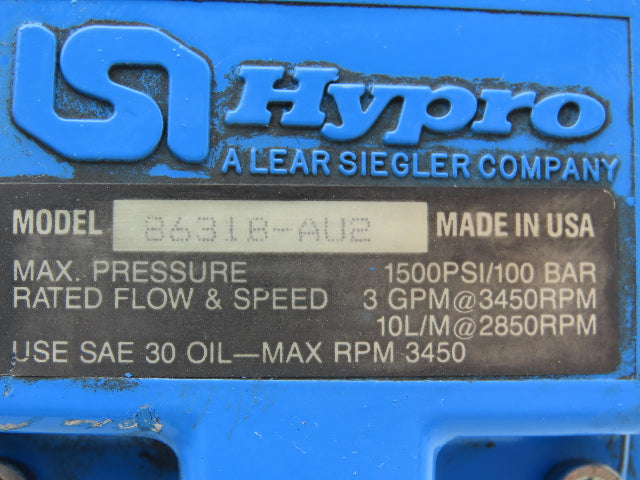 LSI Hypro
A LEAR SIEGLER COMPANY
MODEL 8631B-AU2 MADE IN USA
MAX. PRESSURE 1500PSI/100 BAR
RATED FLOW & SPEED 3 GPM@3450RPM
10L/M@2850RPM
USE SAE 30 OIL—MAX RPM 3450